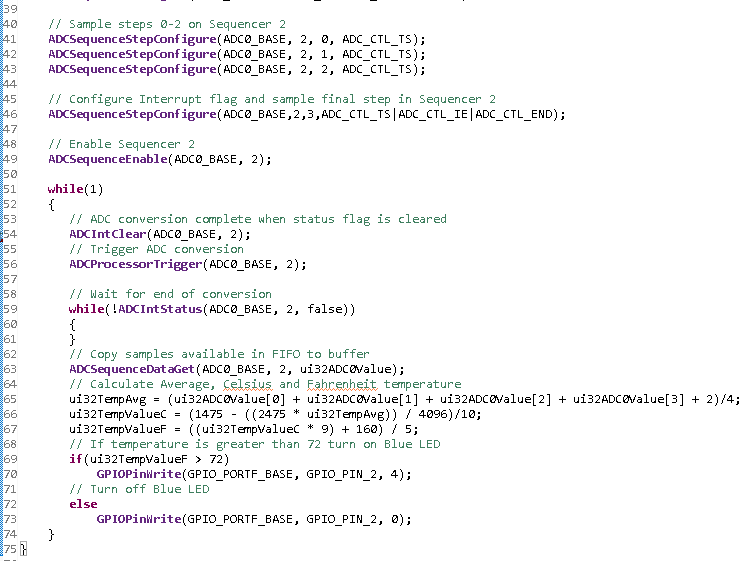 39
40 // Sample steps 0-2 on Sequencer 2
41 ADCSequenceStepConfigure(ADC0_BASE, 2, 0, ADC_CTL_TS);
42 ADCSequenceStepConfigure(ADC0_BASE, 2, 1, ADC_CTL_TS);
43 ADCSequenceStepConfigure(ADC0_BASE, 2, 2, ADC_CTL_TS);
44
45 // Configure Interrupt flag and sample final step in Sequencer 2
46 ADCSequenceStepConfigure(ADC0_BASE,2,3,ADC_CTL_TS|ADC_CTL_IE|ADC_CTL_END);
47
48 // Enable Sequencer 2
49 ADCSequenceEnable(ADC0_BASE, 2);
50
51 while(1)
52 {
53 // ADC conversion complete when status flag is cleared
54 ADCIntClear(ADC0_BASE, 2);
55 // Trigger ADC conversion
56 ADCProcessorTrigger(ADC0_BASE, 2);
57
58 // Wait for end of conversion
59 while(!ADCIntStatus(ADC0_BASE, 2, false))
60 {
61 }
62 // Copy samples available in FIFO to buffer
63 ADCSequenceDataGet(ADC0_BASE, 2, ui32ADC0Value);
64 // Calculate Average, Celsius and Fahrenheit temperature
65 ui32TempAvg = (ui32ADC0Value[0] + ui32ADC0Value[1] + ui32ADC0Value[2] + ui32ADC0Value[3] + 2)/4;
66 ui32TempValueC = (1475 - ((2475 * ui32TempAvg)) / 4096)/10;
67 ui32TempValueF = ((ui32TempValueC * 9) + 160) / 5;
68 // If temperature is greater than 72 turn on Blue LED
69 if(ui32TempValueF > 72)
70 GPIOPinWrite(GPIO_PORTF_BASE, GPIO_PIN_2, 4);
71 // Turn off Blue LED
72 else
73 GPIOPinWrite(GPIO_PORTF_BASE, GPIO_PIN_2, 0);
74 }
75 }